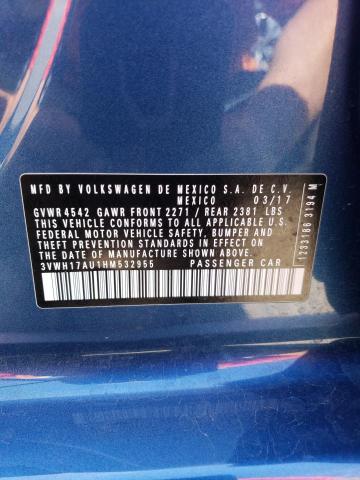 MFD BY VOLKSWAGEN DE MEXICO S.A. DE C.V.
MEXICO 03/17
GVWR 4542 GAWR FRONT 2271 / REAR 2381 LBS
THIS VEHICLE CONFORMS TO ALL APPLICABLE U.S.
FEDERAL MOTOR VEHICLE SAFETY, BUMPER AND
THEFT PREVENTION STANDARDS IN EFFECT ON
THE DATE OF MANUFACTURE SHOWN ABOVE.
3VWH17AU1HM532955 PASSENGER CAR
1233186 3194 M